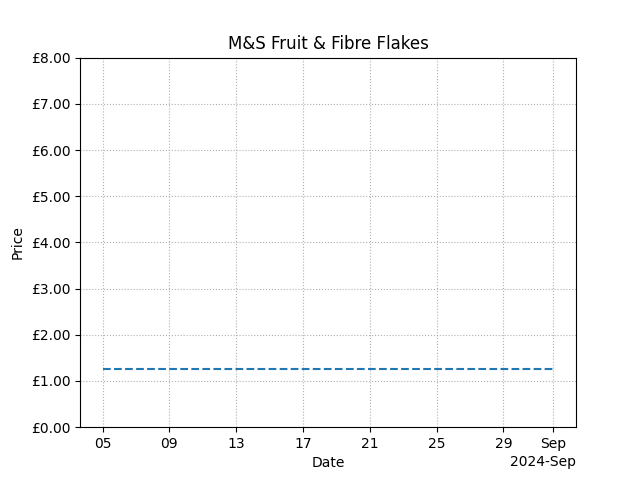 M&S Fruit & Fibre Flakes
£8.00
£7.00
£6.00
£5.00
£4.00
£3.00
£2.00
£1.00
£0.00
Price
05 09 13 17 21 25 29 Sep
Date
2024-Sep